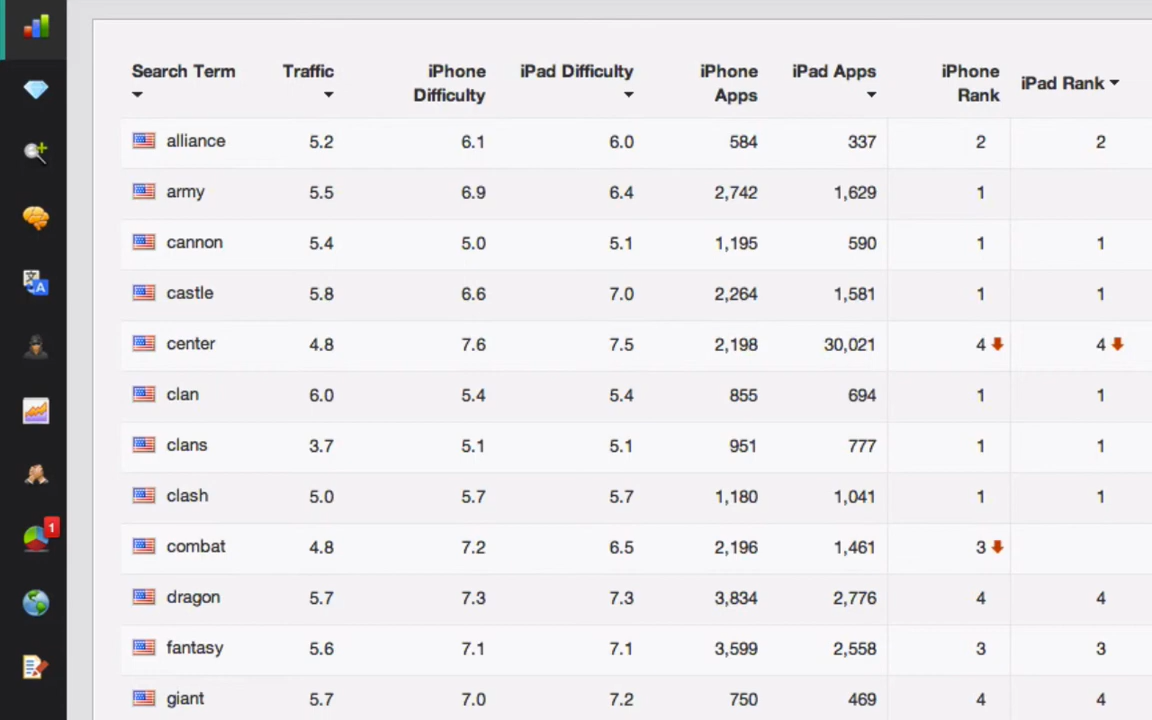 Search Term Traffic iPhone Difficulty iPad Difficulty iPhone Apps iPad Apps iPhone Rank iPad Rank
alliance 5.2 6.1 6.0 584 337 2 2
army 5.5 6.9 6.4 2,742 1,629 1
cannon 5.4 5.0 5.1 1,195 590 1 1
castle 5.8 6.6 7.0 2,264 1,581 1 1
center 4.8 7.6 7.5 2,198 30,021 4 4
clan 6.0 5.4 5.4 855 694 1 1
clans 3.7 5.1 5.1 951 777 1 1
clash 5.0 5.7 5.7 1,180 1,041 1 1
combat 4.8 7.2 6.5 2,196 1,461 3
dragon 5.7 7.3 7.3 3,834 2,776 4 4
fantasy 5.6 7.1 7.1 3,599 2,558 3 3
giant 5.7 7.0 7.2 750 469 4 4
文 A
1